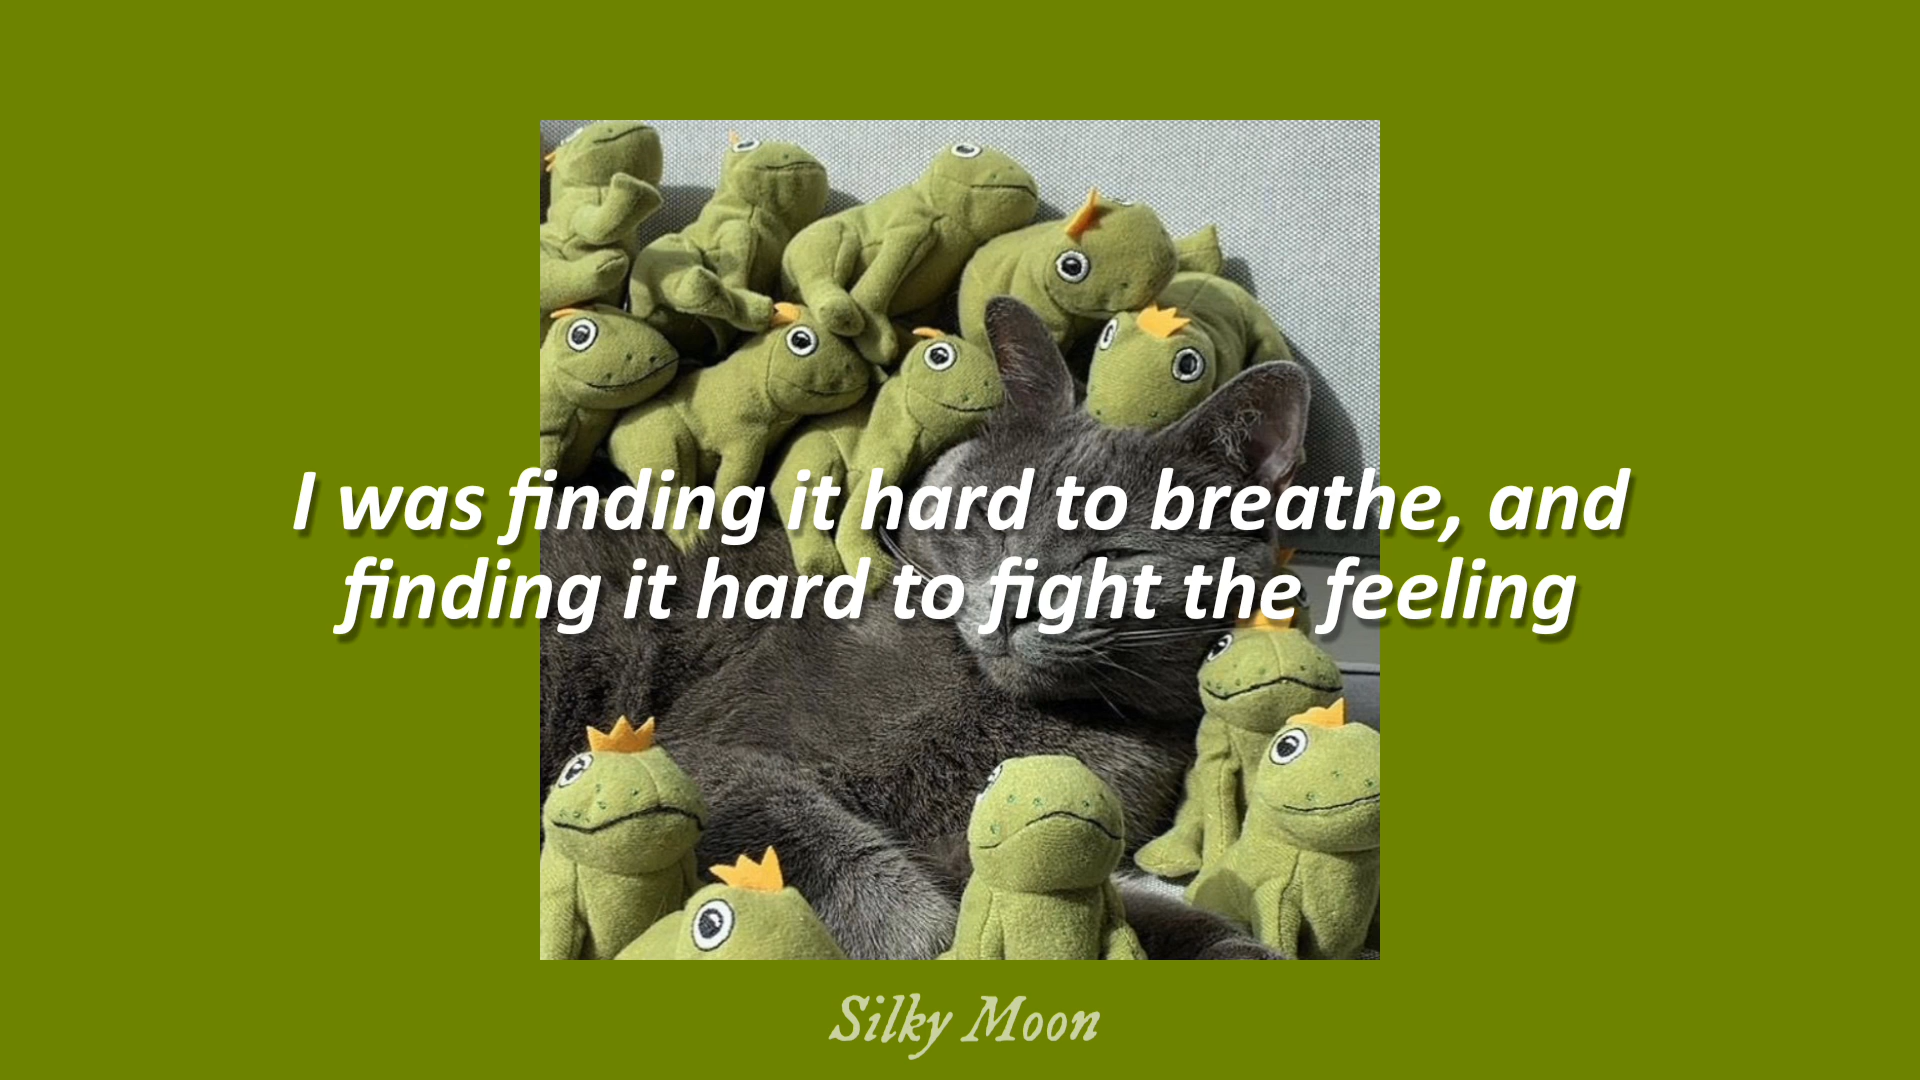 I was finding it hard to breathe, and
finding it hard to fight the feeling
Silky Moon